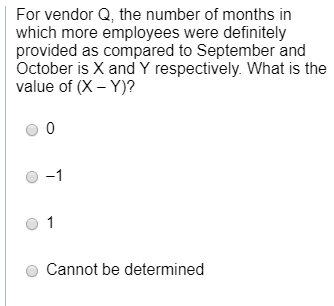 For vendor Q, the number of months in
which more employees were definitely
provided as compared to September and
October is X and Y respectively. What is the
value of (X – Y)?
0
–1
1
Cannot be determined